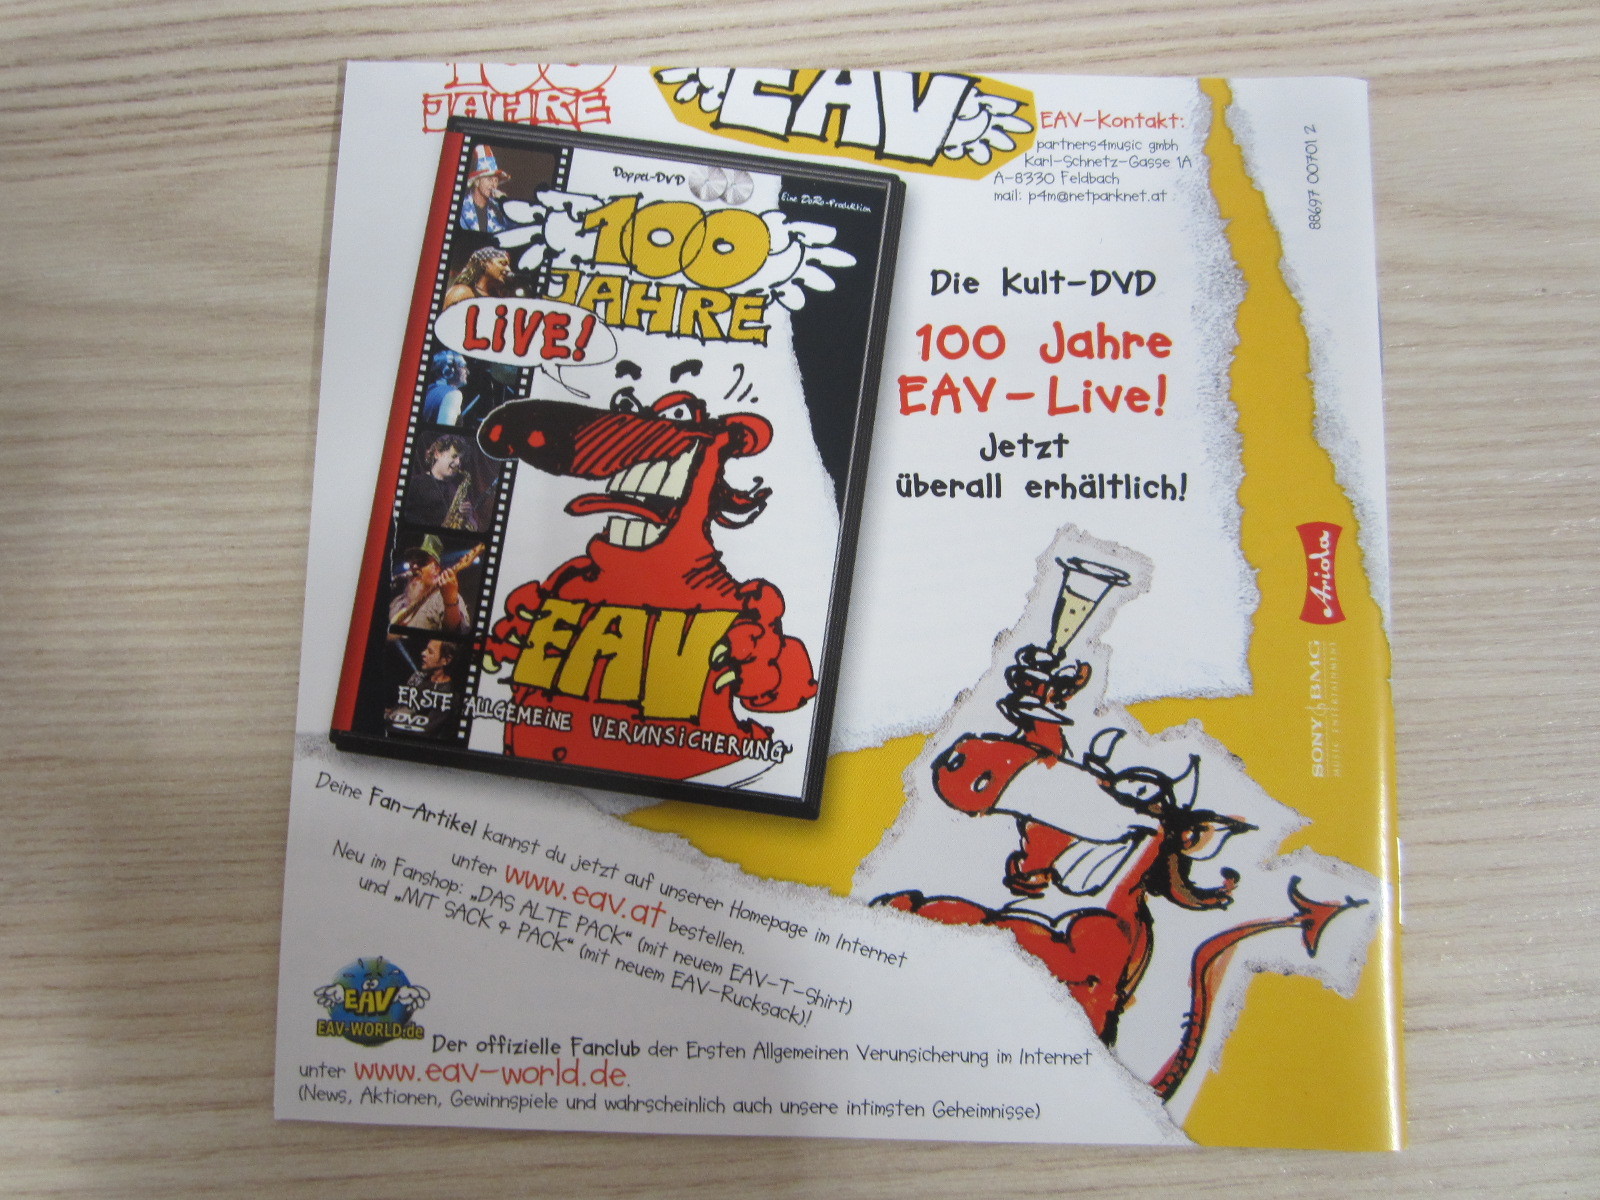 100
JAHRE
EAV
EAV-Kontakt:
partners4music gmbh
Karl-Schnetz-Gasse 1A
A-8330 Feldbach
mail: p4m@netparknet.at
88697 00701 2
Doppel-DVD
Eine DoRo-Produktion
100
JAHRE
LiVE!
EAV
ERSTE ALLGEMEiNE VERUNSiCHERUNG
DVD
Die Kult-DVD
100 Jahre
EAV-Live!
Jetzt
überall erhältlich!
Ariola
SONY BMG
MUSIC ENTERTAINMENT
Deine Fan-Artikel kannst du jetzt auf unserer Homepage im Internet
unter www.eav.at bestellen.
Neu im Fanshop: „DAS ALTE PACK“ (mit neuem EAV-T-Shirt)
und „MIT SACK & PACK“ (mit neuem EAV-Rucksack)!
EAV
EAV-WORLD.de
Der offizielle Fanclub der Ersten Allgemeinen Verunsicherung im Internet
unter www.eav-world.de.
(News, Aktionen, Gewinnspiele und wahrscheinlich auch unsere intimsten Geheimnisse)